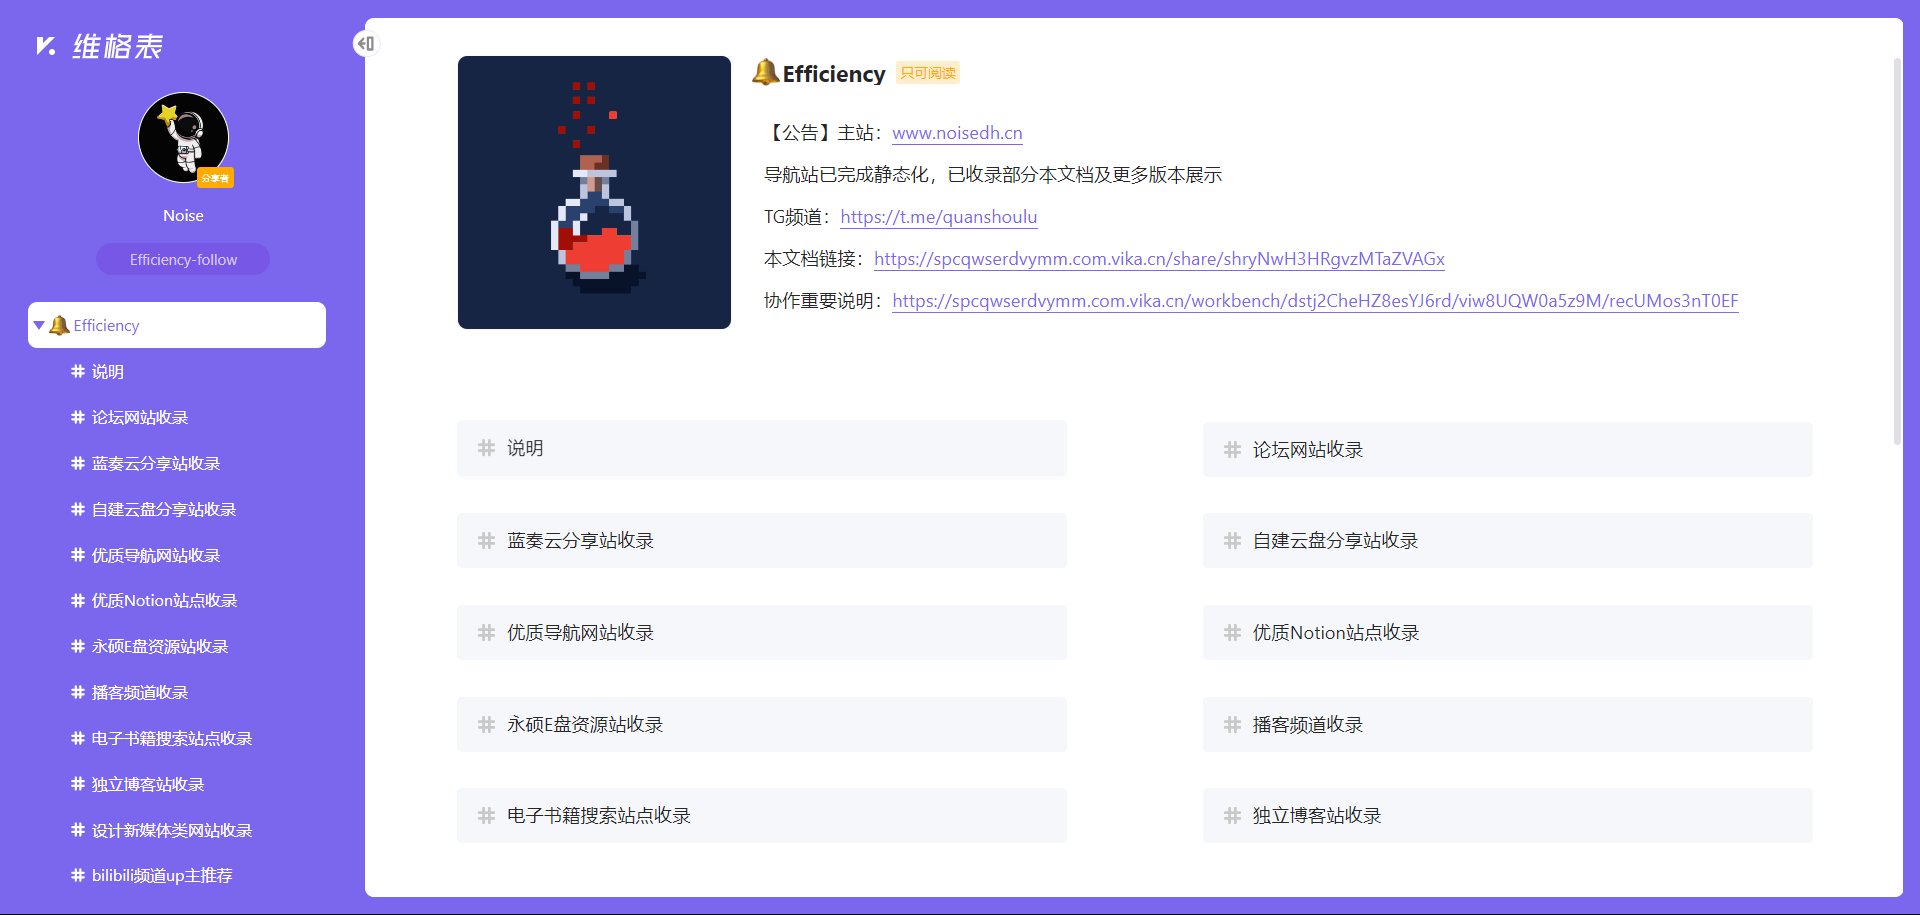 维格表
分享者
Noise
Efficiency-follow
Efficiency
说明
论坛网站收录
蓝奏云分享站收录
自建云盘分享站收录
优质导航网站收录
优质Notion站点收录
永硕E盘资源站收录
播客频道收录
电子书籍搜索站点收录
独立博客站收录
设计新媒体类网站收录
bilibili频道up主推荐
Efficiency 只可阅读
【公告】主站：www.noisedh.cn
导航站已完成静态化，已收录部分本文档及更多版本展示
TG频道：https://t.me/quanshoulu
本文档链接：https://spcqwserdvymm.com.vika.cn/share/shryNwH3HRgvzMTaZVAGx
协作重要说明：https://spcqwserdvymm.com.vika.cn/workbench/dstj2CheHZ8esYJ6rd/viw8UQW0a5z9M/recUMos3nT0EF
说明
论坛网站收录
蓝奏云分享站收录
自建云盘分享站收录
优质导航网站收录
优质Notion站点收录
永硕E盘资源站收录
播客频道收录
电子书籍搜索站点收录
独立博客站收录